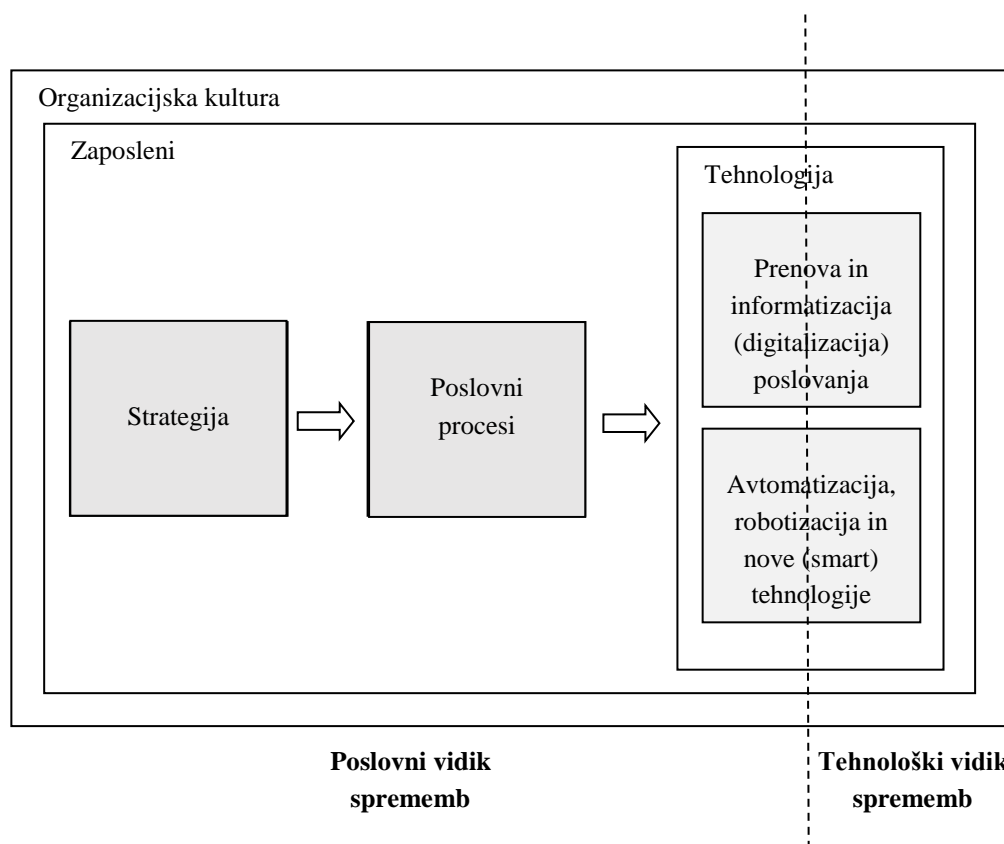 Organizacijska kultura
Zaposleni
Tehnologija
Prenova in
informatizacija
(digitalizacija)
poslovanja
Strategija
Poslovni
procesi
Avtomatizacija,
robotizacija in
nove (smart)
tehnologije
Poslovni vidik
sprememb
Tehnološki vidik
sprememb